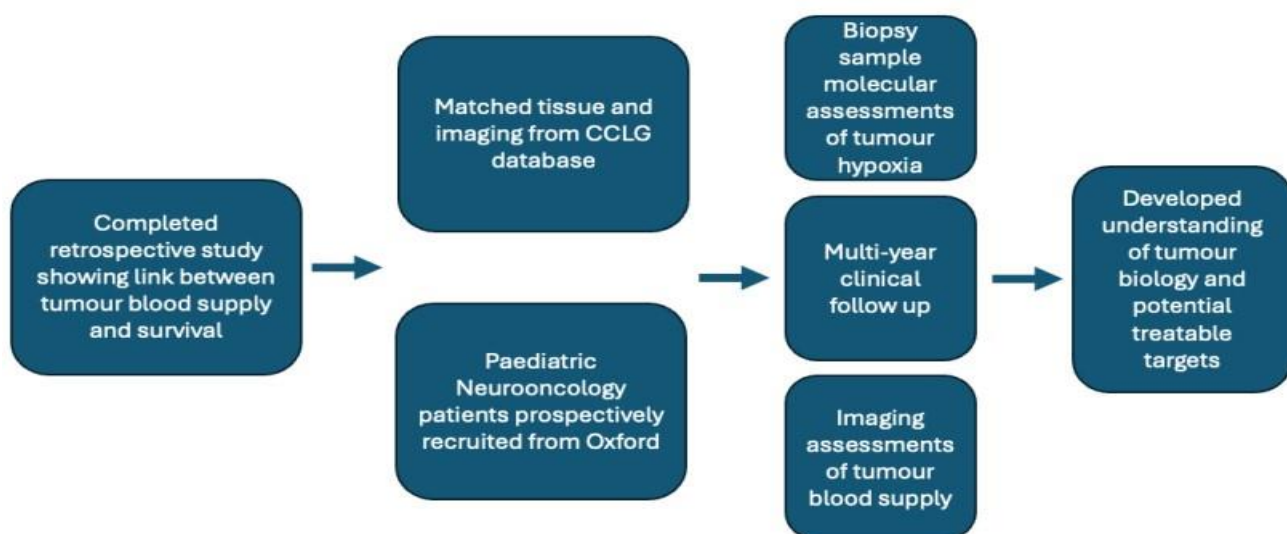 Completed
retrospective study
showing link between
tumour blood supply
and survival
Matched tissue and
imaging from CCLG
database
Paediatric
Neurooncology
patients prospectively
recruited from Oxford
Biopsy
sample
molecular
assessments
of tumour
hypoxia
Multi-year
clinical
follow up
Imaging
assessments
of tumour
blood supply
Developed
understanding
of tumour
biology and
potential
treatable
targets